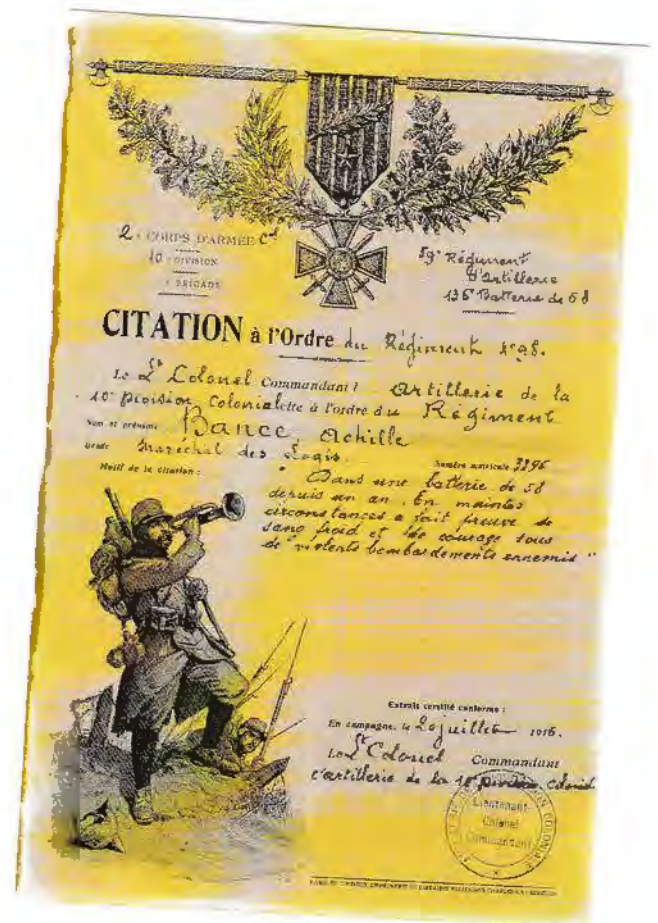 2e CORPS D'ARMÉE Cal
10 e DIVISION
e BRIGADE
59e Régiment
d'Artillerie
135e Batterie de 58
CITATION à l'Ordre du Régiment N°98.
Le Lt Colonel Commandant l'Artillerie de la
10e Division Coloniale cite à l'ordre du Régiment
Nom et prénoms Bance Achille
Grade Maréchal des Logis.
Numéro matricule 3396
Motif de la citation :
"Dans une batterie de 58
depuis un an. En maintes
circonstances a fait preuve de
sang froid et de courage sous
de violents bombardements ennemis"
Extrait certifié conforme :
En campagne, le 20 juillet 1916.
Le Lt Colonel Commandant
l'artillerie de la 10e Division Colonial
Lieutenant-
Colonel
Commandant